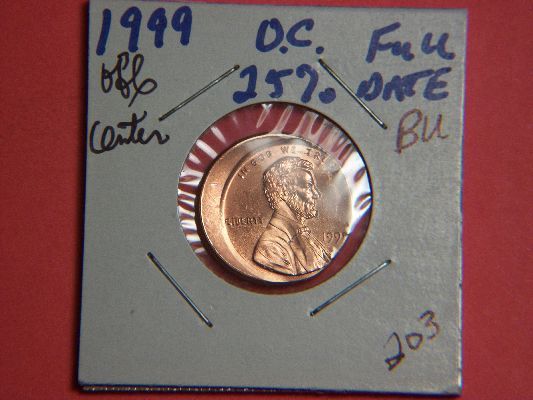 1999 O.C. Full
Off 25% DATE
Center BU
IN GOD WE TRUST
LIBERTY 199
203